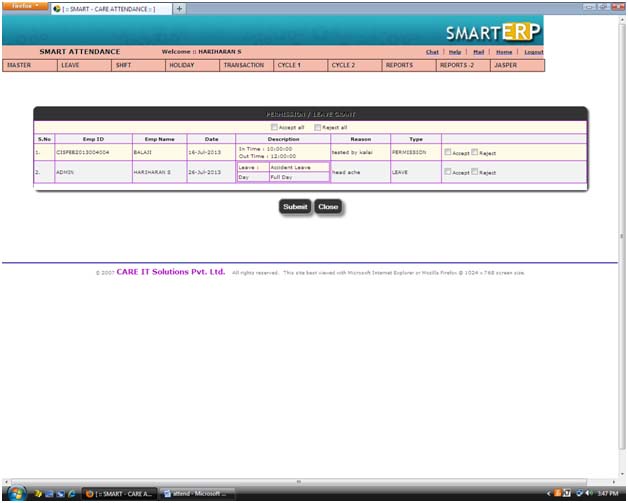 Firefox
[ :: SMART - CARE ATTENDANCE :: ]
SMARTERP
SMART ATTENDANCE Welcome :: HARIHARAN S Chat | Help | Mail | Home | Logout
MASTER LEAVE SHIFT HOLIDAY TRANSACTION CYCLE 1 CYCLE 2 REPORTS REPORTS -2 JASPER
PERMISSION / LEAVE GRANT
Accept all Reject all
S.No Emp ID Emp Name Date Description Reason Type
1. CISFEB2013004004 BALAJI 16-Jul-2013 In Time : 10:00:00 tested by kalai PERMISSION Accept Reject
Out Time : 12:00:00
2. ADMIN HARIHARAN S 26-Jul-2013 Leave : Accident Leave head ache LEAVE Accept Reject
Day Full Day
Submit Close
© 2007 CARE IT Solutions Pvt. Ltd. All rights reserved. This site best viewed with Microsoft Internet Explorer or Mozilla Firefox @ 1024 x 768 screen size.
[ :: SMART - CARE A... attend - Microsoft ... 3:47 PM